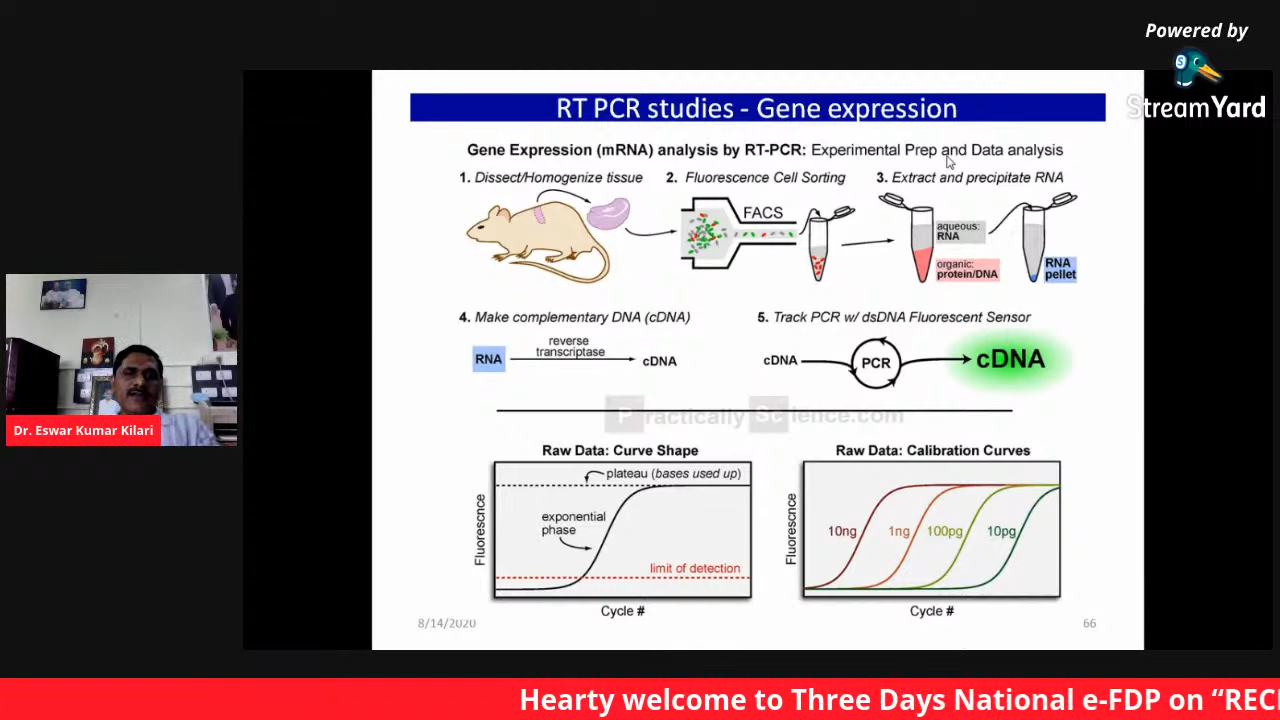 Powered by
StreamYard
RT PCR studies - Gene expression
Gene Expression (mRNA) analysis by RT-PCR: Experimental Prep and Data analysis
1. Dissect/Homogenize tissue
2. Fluorescence Cell Sorting
3. Extract and precipitate RNA
FACS
aqueous:
RNA
organic:
protein/DNA
RNA
pellet
4. Make complementary DNA (cDNA)
5. Track PCR w/ dsDNA Fluorescent Sensor
RNA
reverse
transcriptase
cDNA
cDNA
PCR
cDNA
Practically Science.com
Raw Data: Curve Shape
plateau (bases used up)
exponential
phase
limit of detection
Fluorescnce
Cycle #
Raw Data: Calibration Curves
10ng
1ng
100pg
10pg
Fluorescnce
Cycle #
8/14/2020
66
Dr. Eswar Kumar Kilari
Hearty welcome to Three Days National e-FDP on “REC